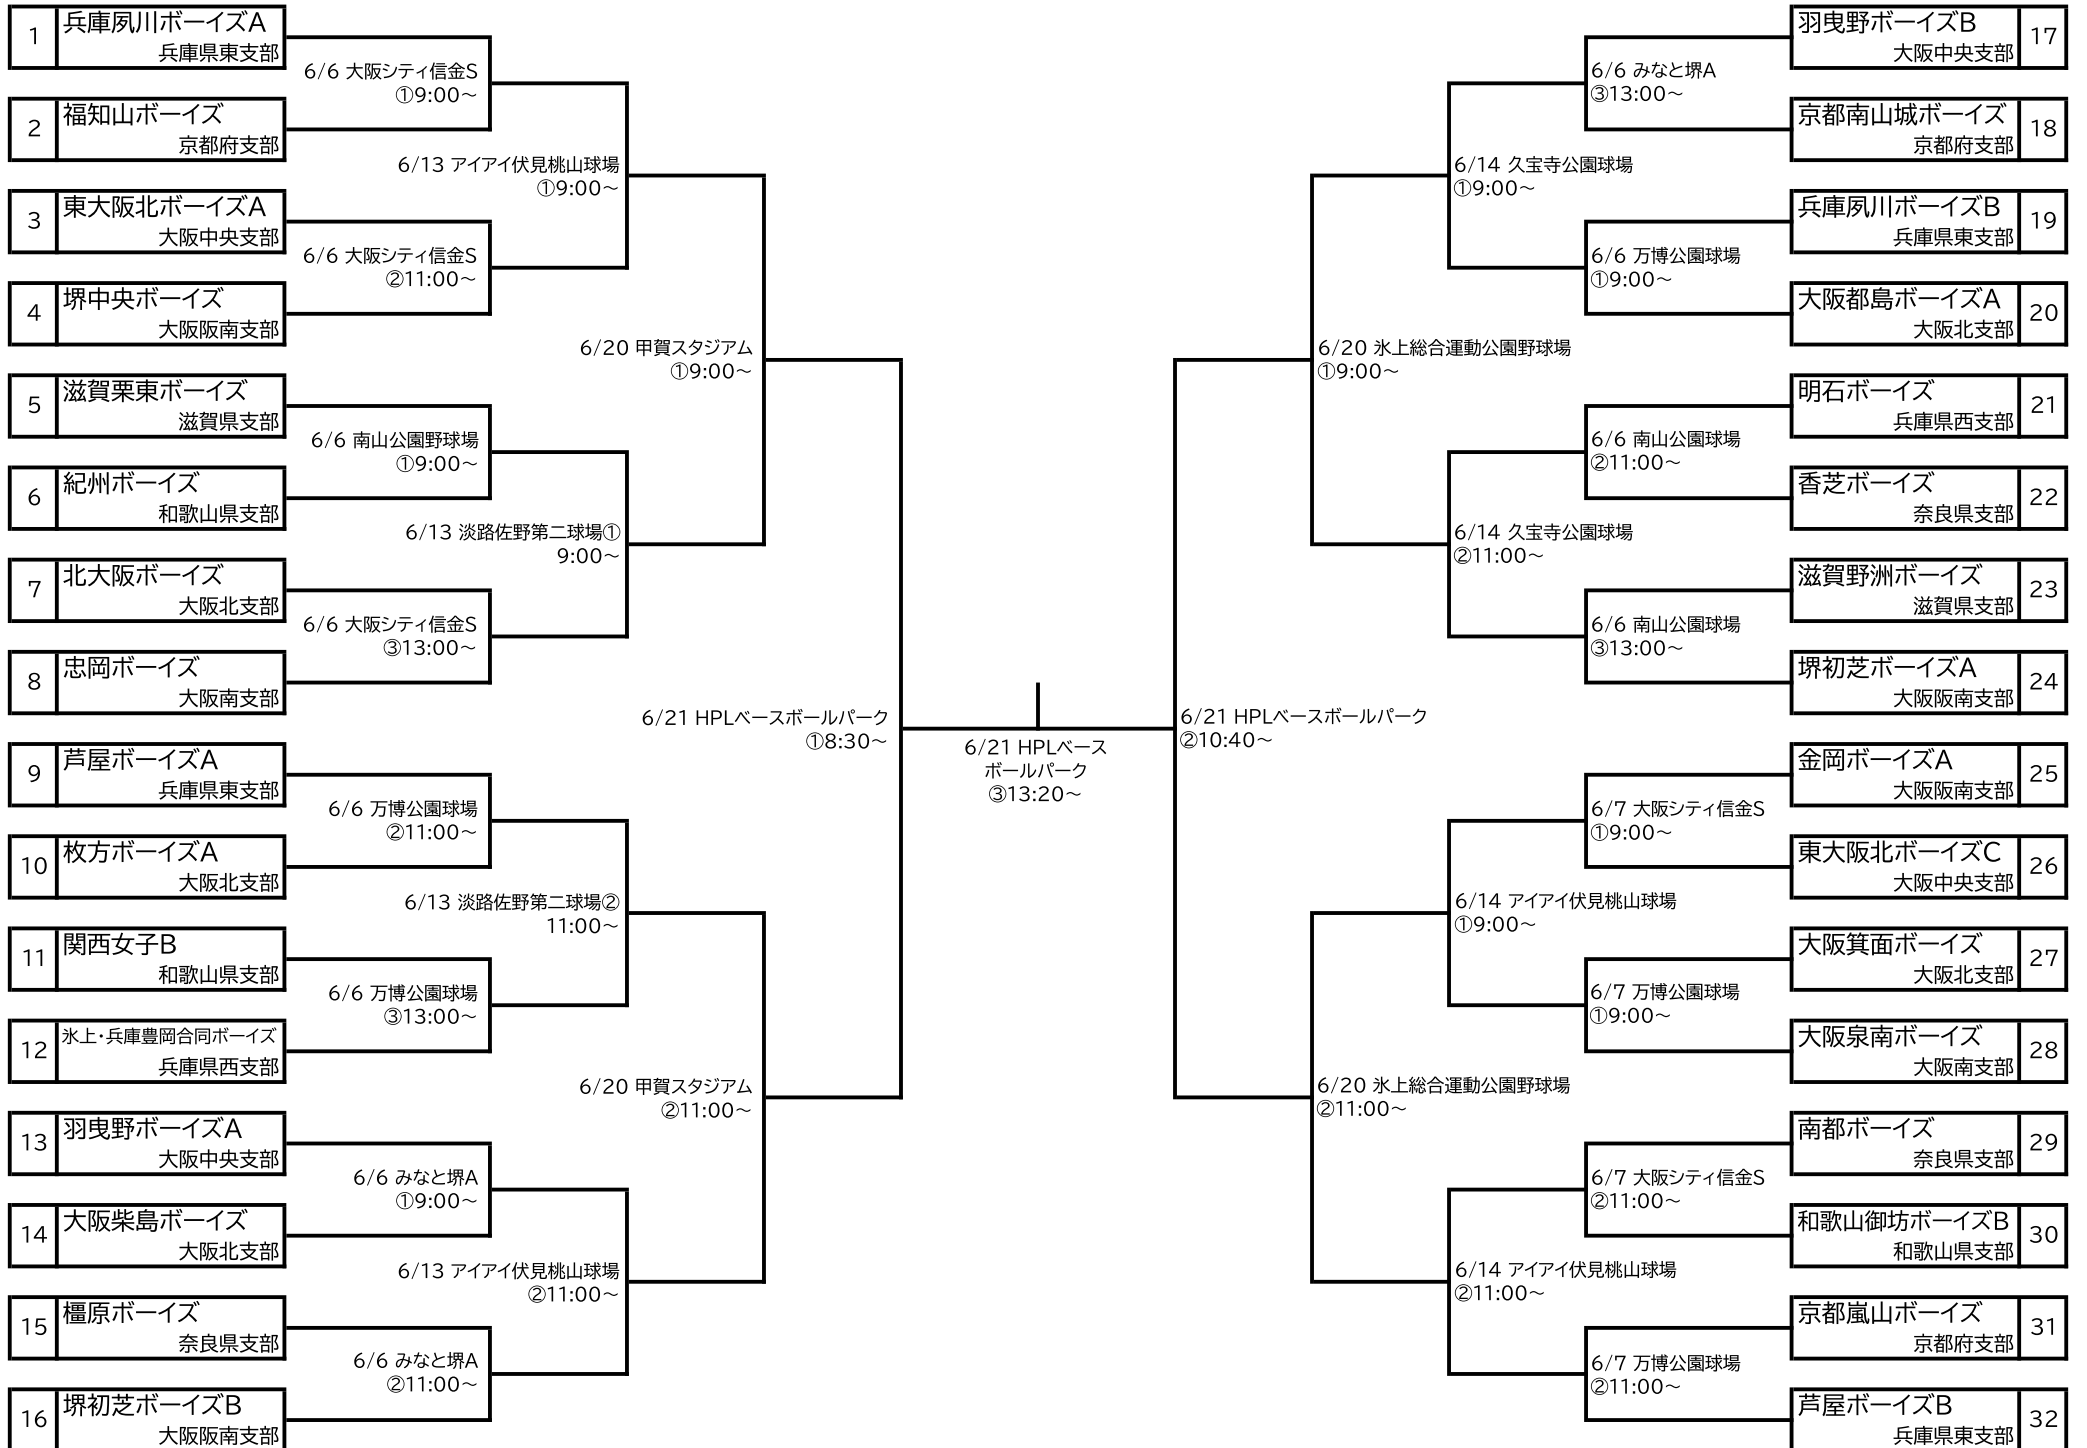 1
兵庫夙川ボーイズA
兵庫県東支部
6/6 大阪シティ信金S
①9:00～
2
福知山ボーイズ
京都府支部
6/13 アイアイ伏見桃山球場
①9:00～
3
東大阪北ボーイズA
大阪中央支部
6/6 大阪シティ信金S
②11:00～
4
堺中央ボーイズ
大阪阪南支部
6/20 甲賀スタジアム
①9:00～
5
滋賀栗東ボーイズ
滋賀県支部
6/6 南山公園野球場
①9:00～
6
紀州ボーイズ
和歌山県支部
6/13 淡路佐野第二球場①
9:00～
7
北大阪ボーイズ
大阪北支部
6/6 大阪シティ信金S
③13:00～
8
忠岡ボーイズ
大阪南支部
6/21 HPLベースボールパーク
①8:30～
9
芦屋ボーイズA
兵庫県東支部
6/6 万博公園球場
②11:00～
10
枚方ボーイズA
大阪北支部
6/13 淡路佐野第二球場②
11:00～
11
関西女子B
和歌山県支部
6/6 万博公園球場
③13:00～
12
氷上・兵庫豊岡合同ボーイズ
兵庫県西支部
6/20 甲賀スタジアム
②11:00～
13
羽曳野ボーイズA
大阪中央支部
6/6 みなと堺A
①9:00～
14
大阪柴島ボーイズ
大阪北支部
6/13 アイアイ伏見桃山球場
②11:00～
15
橿原ボーイズ
奈良県支部
6/6 みなと堺A
②11:00～
16
堺初芝ボーイズB
大阪阪南支部
6/21 HPLベース
ボールパーク
③13:20～
羽曳野ボーイズB
大阪中央支部
17
6/6 みなと堺A
③13:00～
京都南山城ボーイズ
京都府支部
18
6/14 久宝寺公園球場
①9:00～
兵庫夙川ボーイズB
兵庫県東支部
19
6/6 万博公園球場
①9:00～
大阪都島ボーイズA
大阪北支部
20
6/20 氷上総合運動公園野球場
①9:00～
明石ボーイズ
兵庫県西支部
21
6/6 南山公園球場
②11:00～
香芝ボーイズ
奈良県支部
22
6/14 久宝寺公園球場
②11:00～
滋賀野洲ボーイズ
滋賀県支部
23
6/6 南山公園球場
③13:00～
堺初芝ボーイズA
大阪阪南支部
24
6/21 HPLベースボールパーク
②10:40～
金岡ボーイズA
大阪阪南支部
25
6/7 大阪シティ信金S
①9:00～
東大阪北ボーイズC
大阪中央支部
26
6/14 アイアイ伏見桃山球場
①9:00～
大阪箕面ボーイズ
大阪北支部
27
6/7 万博公園球場
①9:00～
大阪泉南ボーイズ
大阪南支部
28
6/20 氷上総合運動公園野球場
②11:00～
南都ボーイズ
奈良県支部
29
6/7 大阪シティ信金S
②11:00～
和歌山御坊ボーイズB
和歌山県支部
30
6/14 アイアイ伏見桃山球場
②11:00～
京都嵐山ボーイズ
京都府支部
31
6/7 万博公園球場
②11:00～
芦屋ボーイズB
兵庫県東支部
32